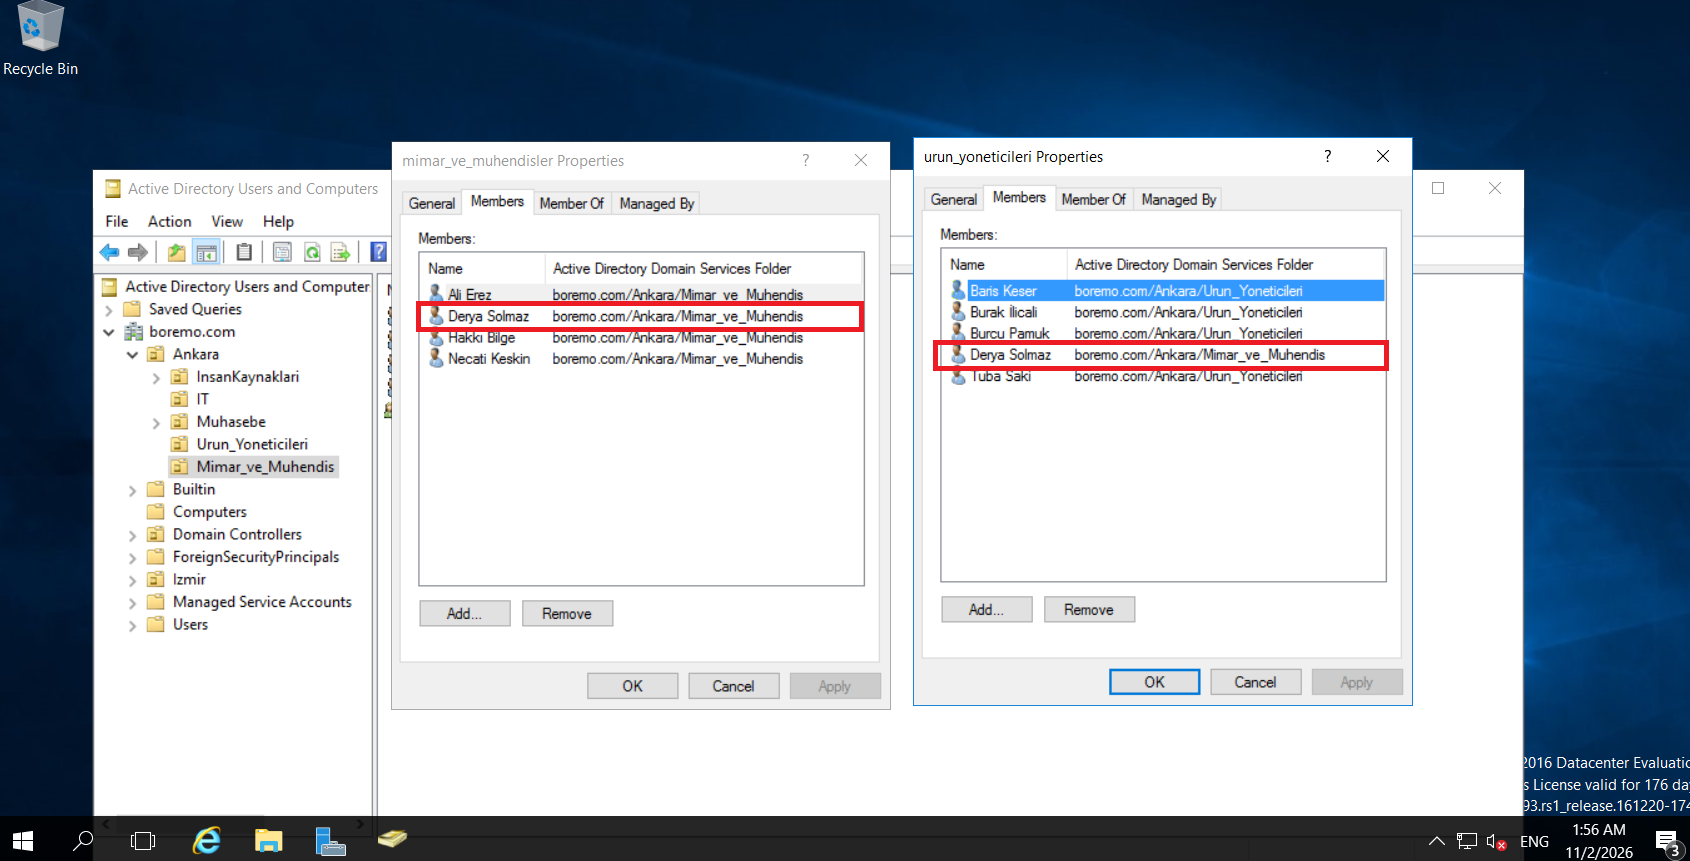 Recycle Bin
Active Directory Users and Computers
File Action View Help
Active Directory Users and Computer
Saved Queries
boremo.com
Ankara
InsanKaynaklari
IT
Muhasebe
Urun_Yoneticileri
Mimar_ve_Muhendis
Builtin
Computers
Domain Controllers
ForeignSecurityPrincipals
Izmir
Managed Service Accounts
Users
mimar_ve_muhendisler Properties
General Members Member Of Managed By
Members:
Name Active Directory Domain Services Folder
Ali Erez boremo.com/Ankara/Mimar_ve_Muhendis
Derya Solmaz boremo.com/Ankara/Mimar_ve_Muhendis
Hakkı Bilge boremo.com/Ankara/Mimar_ve_Muhendis
Necati Keskin boremo.com/Ankara/Mimar_ve_Muhendis
Add... Remove
OK Cancel Apply
urun_yoneticileri Properties
General Members Member Of Managed By
Members:
Name Active Directory Domain Services Folder
Baris Keser boremo.com/Ankara/Urun_Yoneticileri
Burak İlicali boremo.com/Ankara/Urun_Yoneticileri
Burcu Pamuk boremo.com/Ankara/Urun_Yoneticileri
Derya Solmaz boremo.com/Ankara/Mimar_ve_Muhendis
Tuba Saki boremo.com/Ankara/Urun_Yoneticileri
Add... Remove
OK Cancel Apply
2016 Datacenter Evaluatio
s License valid for 176 day
93.rs1_release.161220-174
ENG
1:56 AM
11/2/2026
3